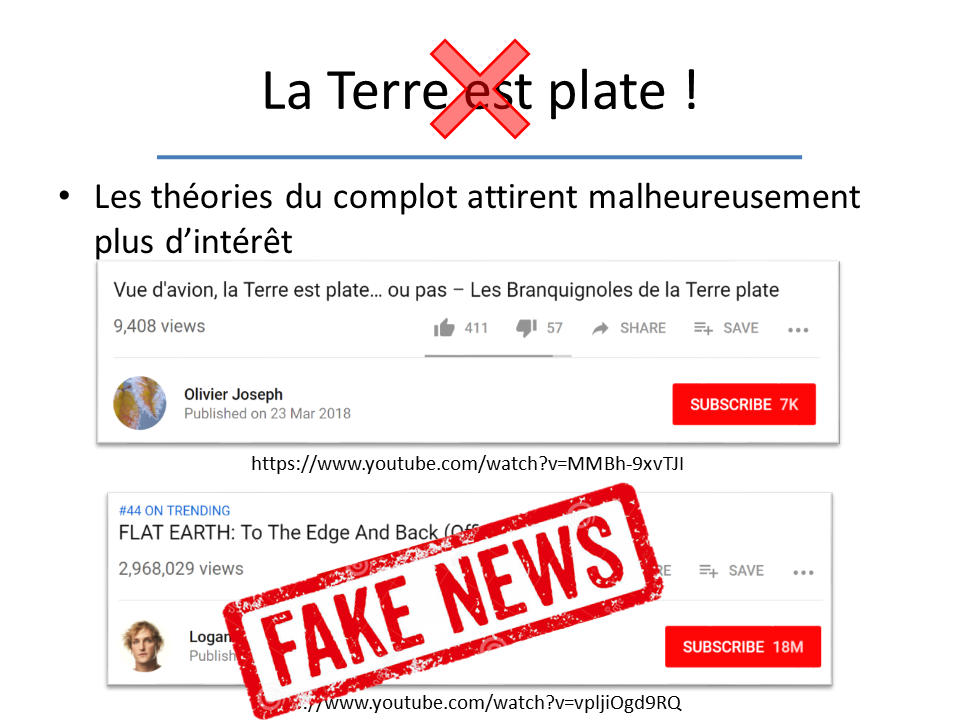 La Terre est plate !
• Les théories du complot attirent malheureusement
plus d’intérêt
Vue d'avion, la Terre est plate… ou pas – Les Branquignoles de la Terre plate
9,408 views
411
57
SHARE
SAVE
Olivier Joseph
Published on 23 Mar 2018
SUBSCRIBE 7K
https://www.youtube.com/watch?v=MMBh-9xvTJI
#44 ON TRENDING
FLAT EARTH: To The Edge And Back
2,968,029 views
SAVE
FAKE NEWS
Logan
SUBSCRIBE 18M
//www.youtube.com/watch?v=vpljiOgd9RQ